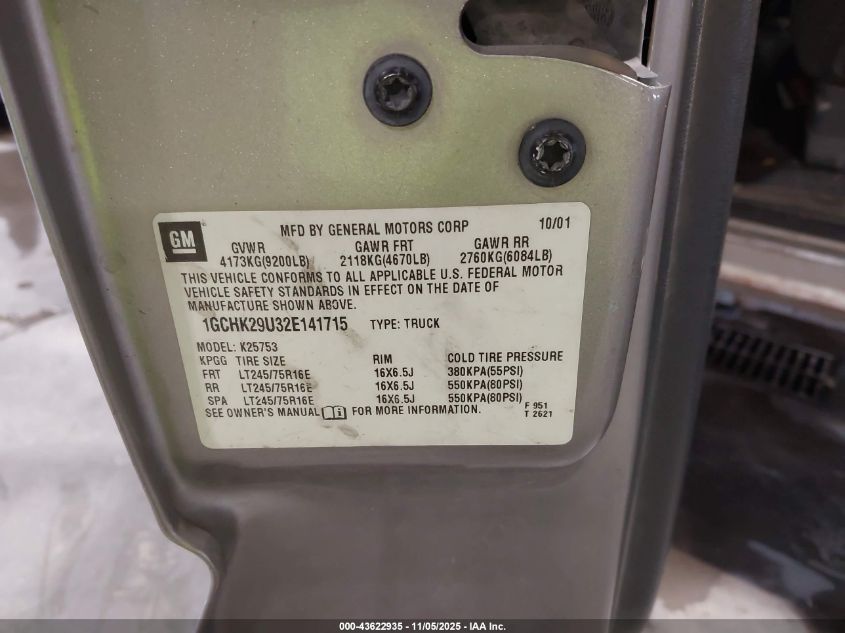 GM
MFD BY GENERAL MOTORS CORP 10/01
GVWR GAWR FRT GAWR RR
4173KG(9200LB) 2118KG(4670LB) 2760KG(6084LB)
THIS VEHICLE CONFORMS TO ALL APPLICABLE U.S. FEDERAL MOTOR
VEHICLE SAFETY STANDARDS IN EFFECT ON THE DATE OF
MANUFACTURE SHOWN ABOVE.
1GCHK29U32E141715 TYPE: TRUCK
MODEL: K25753
KPGG TIRE SIZE RIM COLD TIRE PRESSURE
FRT LT245/75R16E 16X6.5J 380KPA(55PSI)
RR LT245/75R16E 16X6.5J 550KPA(80PSI)
SPA LT245/75R16E 16X6.5J 550KPA(80PSI)
SEE OWNER'S MANUAL FOR MORE INFORMATION.
F 951
T 2621
000-43622935 - 11/05/2025 - IAA Inc.